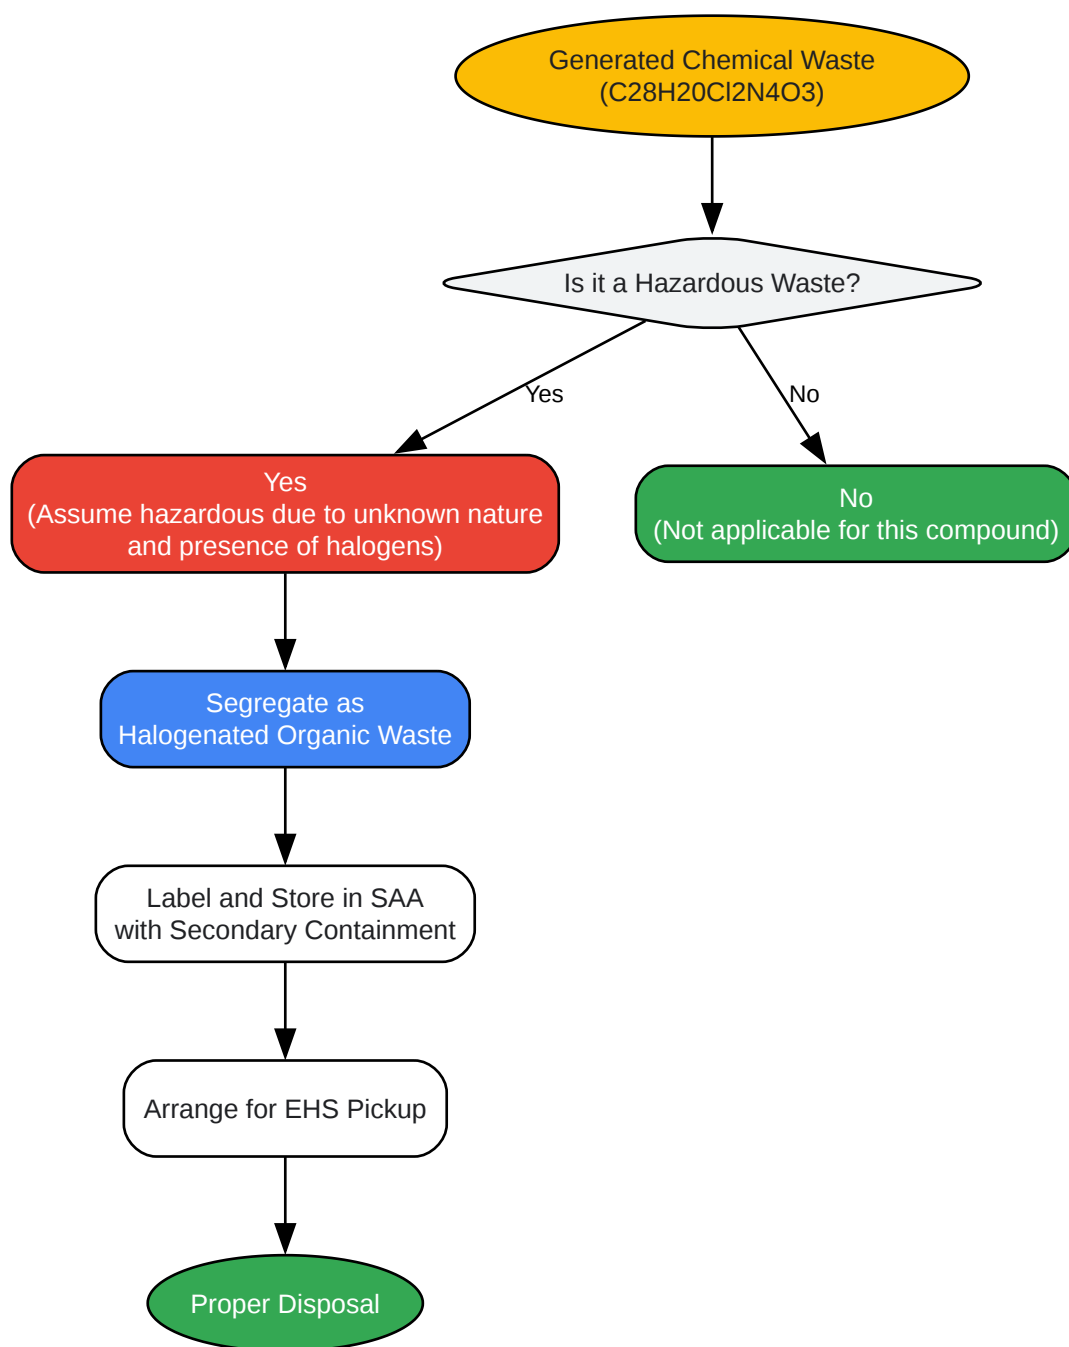 Generated Chemical Waste
(C28H20Cl2N4O3)
Is it a Hazardous Waste?
Yes
No
Yes
(Assume hazardous due to unknown nature
and presence of halogens)
No
(Not applicable for this compound)
Segregate as
Halogenated Organic Waste
Label and Store in SAA
with Secondary Containment
Arrange for EHS Pickup
Proper Disposal